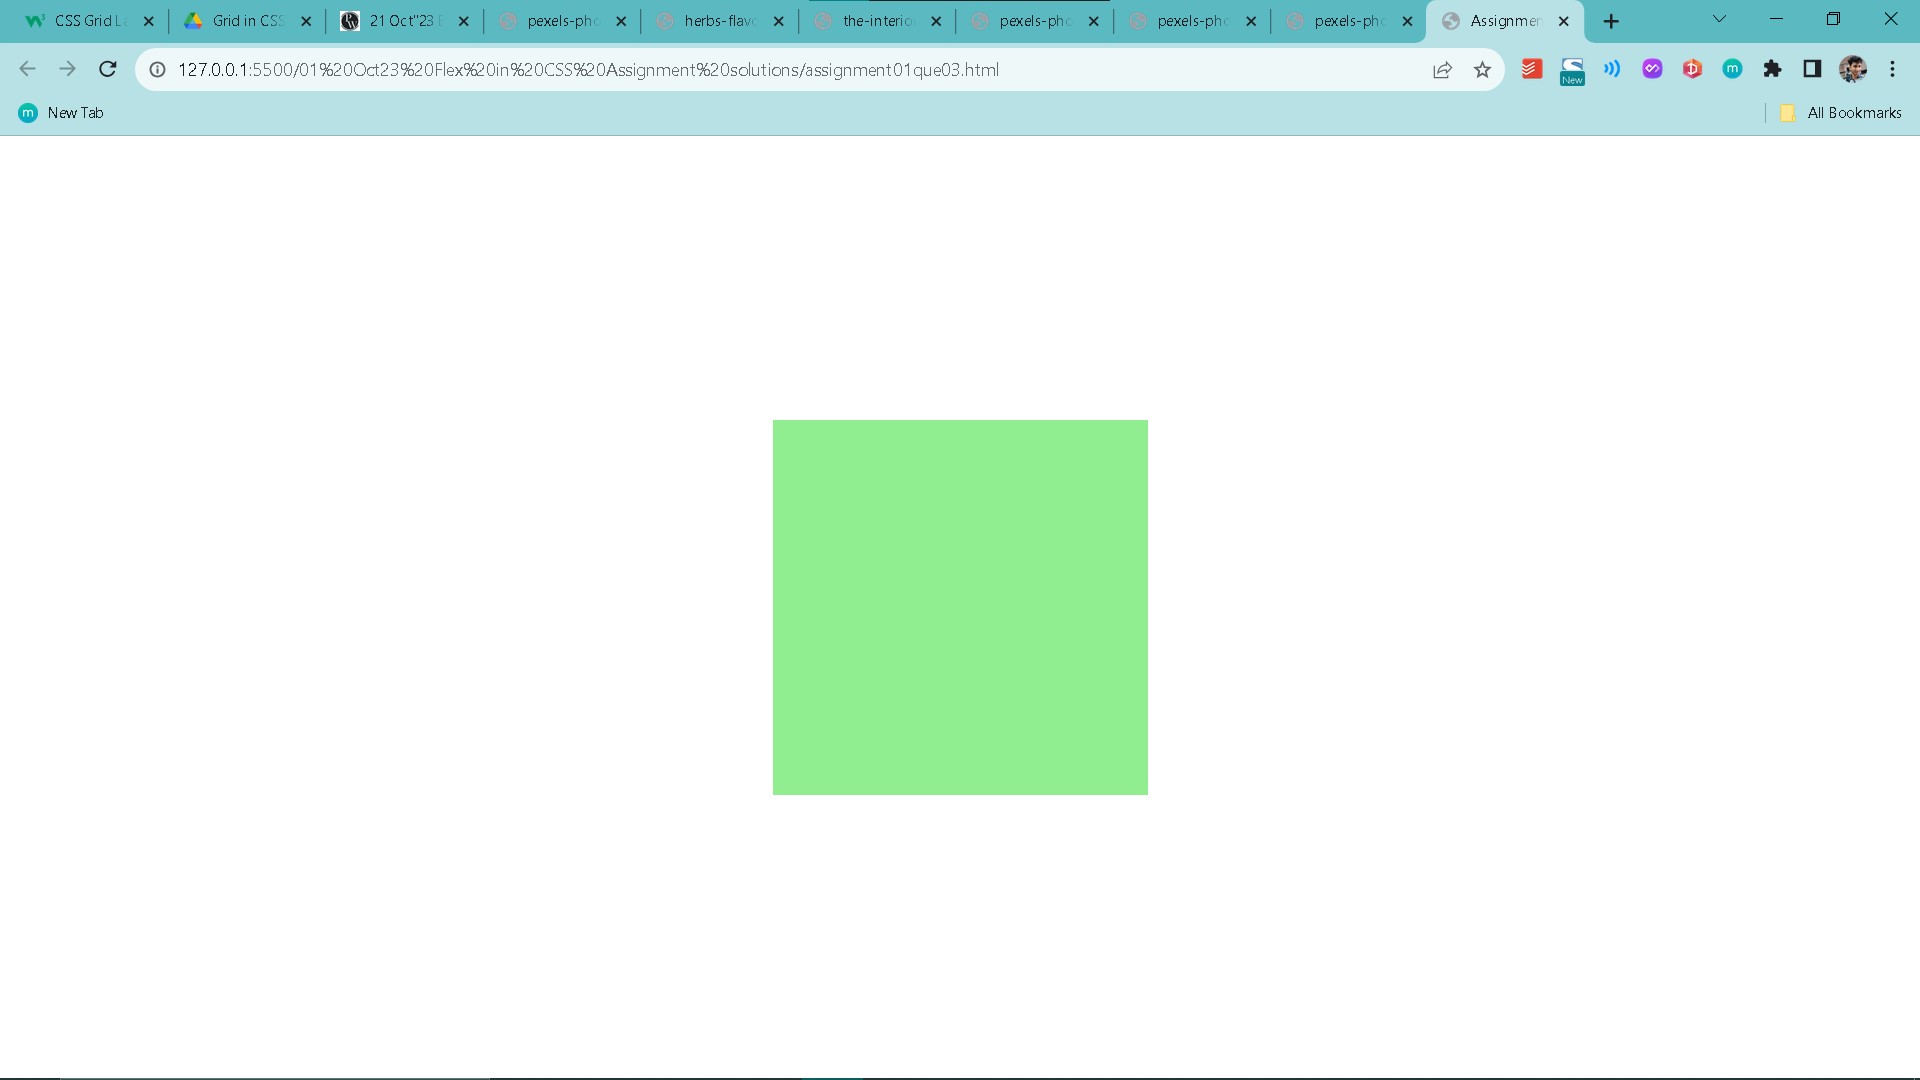 CSS Grid La
Grid in CSS
21 Oct"23
pexels-pho
herbs-flavo
the-interio
pexels-pho
pexels-pho
pexels-pho
Assignmen
127.0.0.1:5500/01%20Oct23%20Flex%20in%20CSS%20Assignment%20solutions/assignment01que03.html
New
m
m New Tab
All Bookmarks